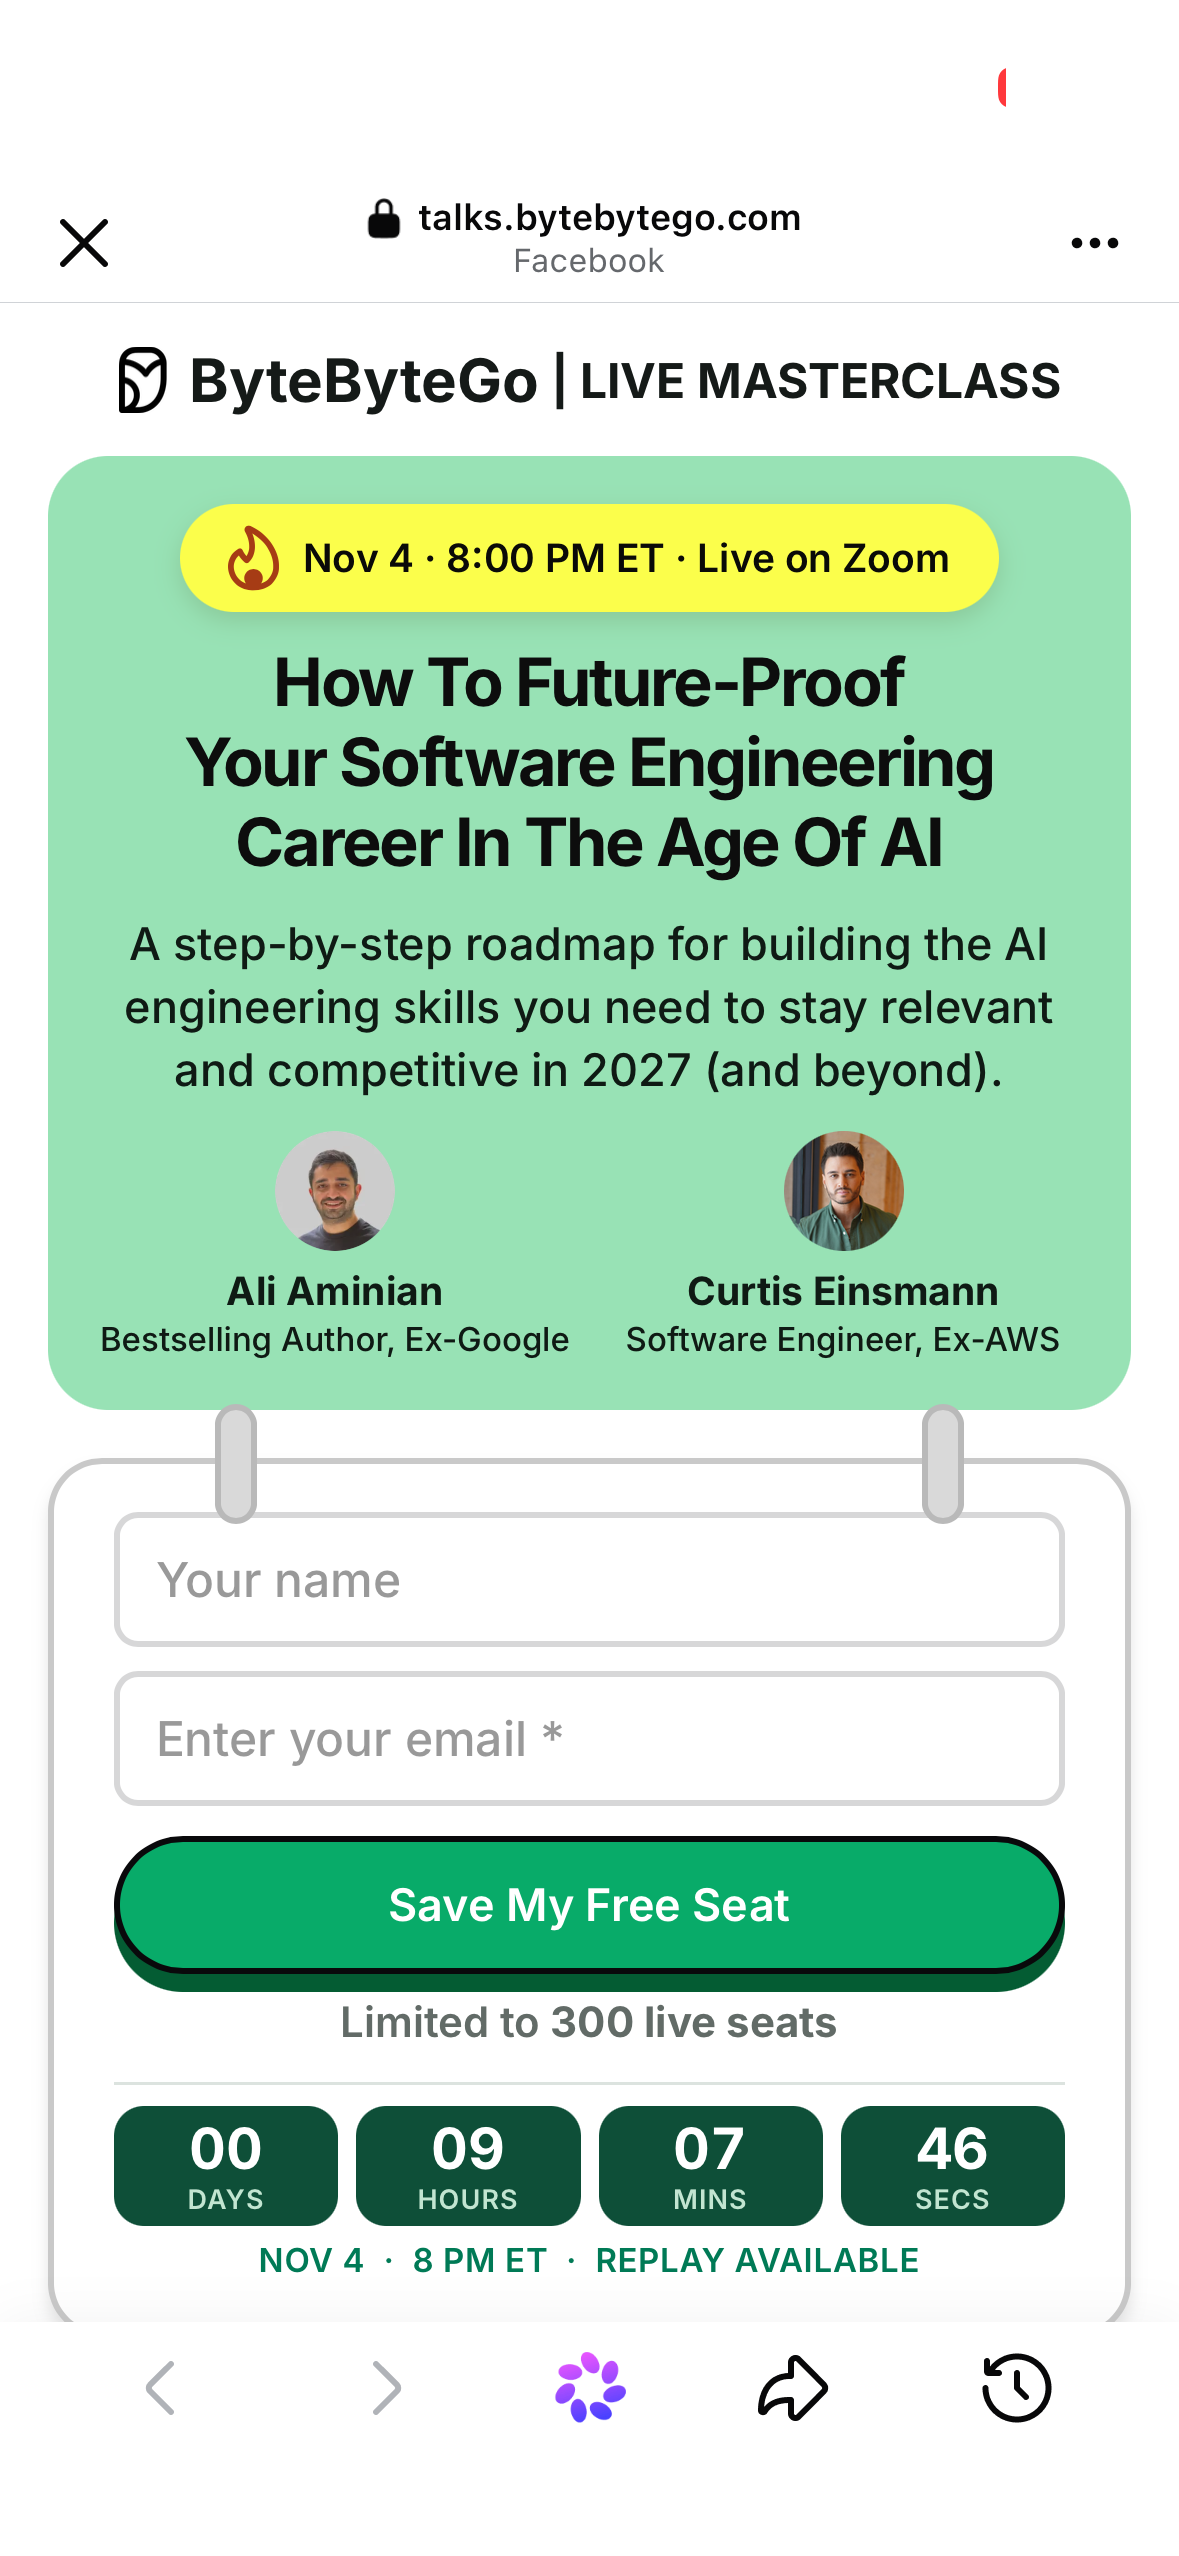 talks.bytebytego.com
Facebook
ByteByteGo | LIVE MASTERCLASS
Nov 4 · 8:00 PM ET · Live on Zoom
How To Future-Proof
Your Software Engineering
Career In The Age Of AI
A step-by-step roadmap for building the AI
engineering skills you need to stay relevant
and competitive in 2027 (and beyond).
Ali Aminian
Bestselling Author, Ex-Google
Curtis Einsmann
Software Engineer, Ex-AWS
Your name
Enter your email *
Save My Free Seat
Limited to 300 live seats
00 09 07 46
DAYS HOURS MINS SECS
NOV 4 · 8 PM ET · REPLAY AVAILABLE